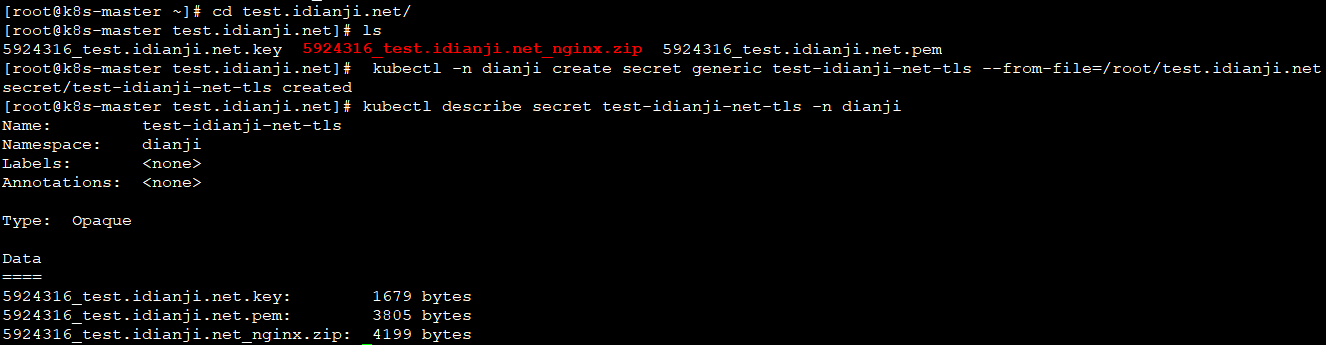 [root@k8s-master ~]# cd test.idianji.net/
[root@k8s-master test.idianji.net]# ls
5924316_test.idianji.net.key  5924316_test.idianji.net_nginx.zip  5924316_test.idianji.net.pem
[root@k8s-master test.idianji.net]#  kubectl -n dianji create secret generic test-idianji-net-tls --from-file=/root/test.idianji.net
secret/test-idianji-net-tls created
[root@k8s-master test.idianji.net]# kubectl describe secret test-idianji-net-tls -n dianji
Name:         test-idianji-net-tls
Namespace:    dianji
Labels:       <none>
Annotations:  <none>

Type:  Opaque

Data
====
5924316_test.idianji.net.key:        1679 bytes
5924316_test.idianji.net.pem:        3805 bytes
5924316_test.idianji.net_nginx.zip:  4199 bytes